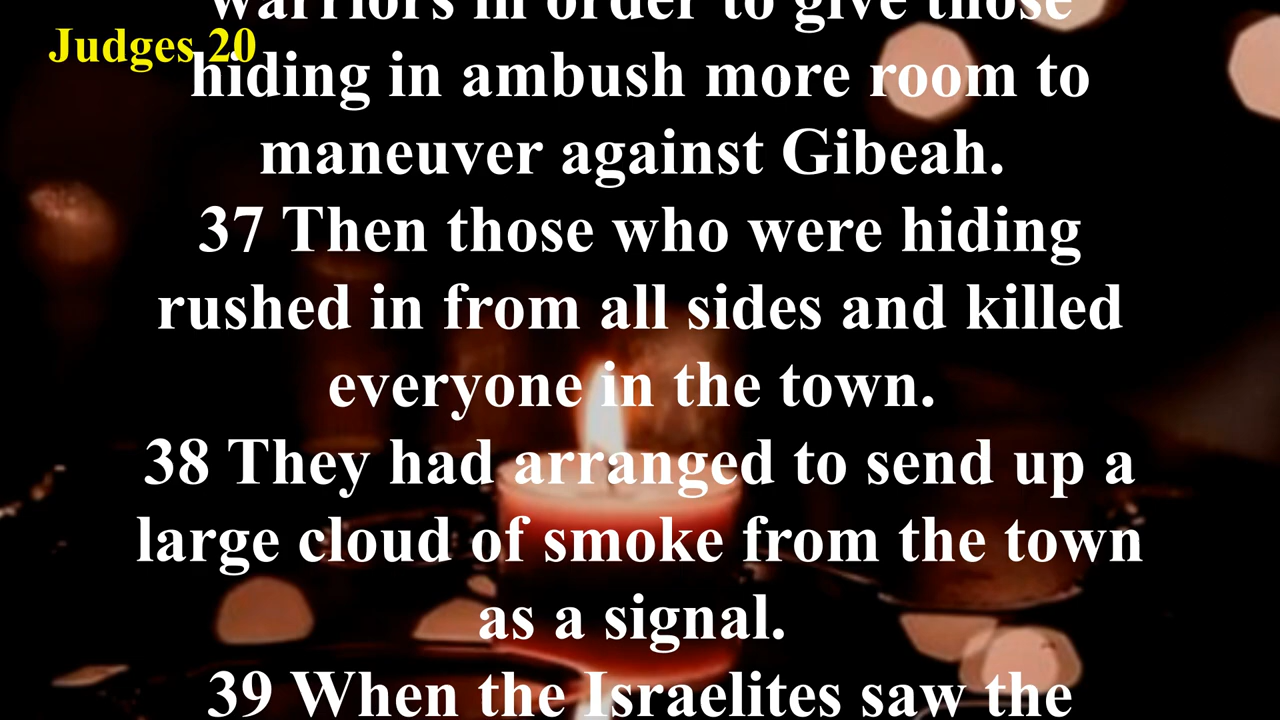 warriors in order to give those
Judges 20
hiding in ambush more room to
maneuver against Gibeah.
37 Then those who were hiding
rushed in from all sides and killed
everyone in the town.
38 They had arranged to send up a
large cloud of smoke from the town
as a signal.
39 When the Israelites saw the